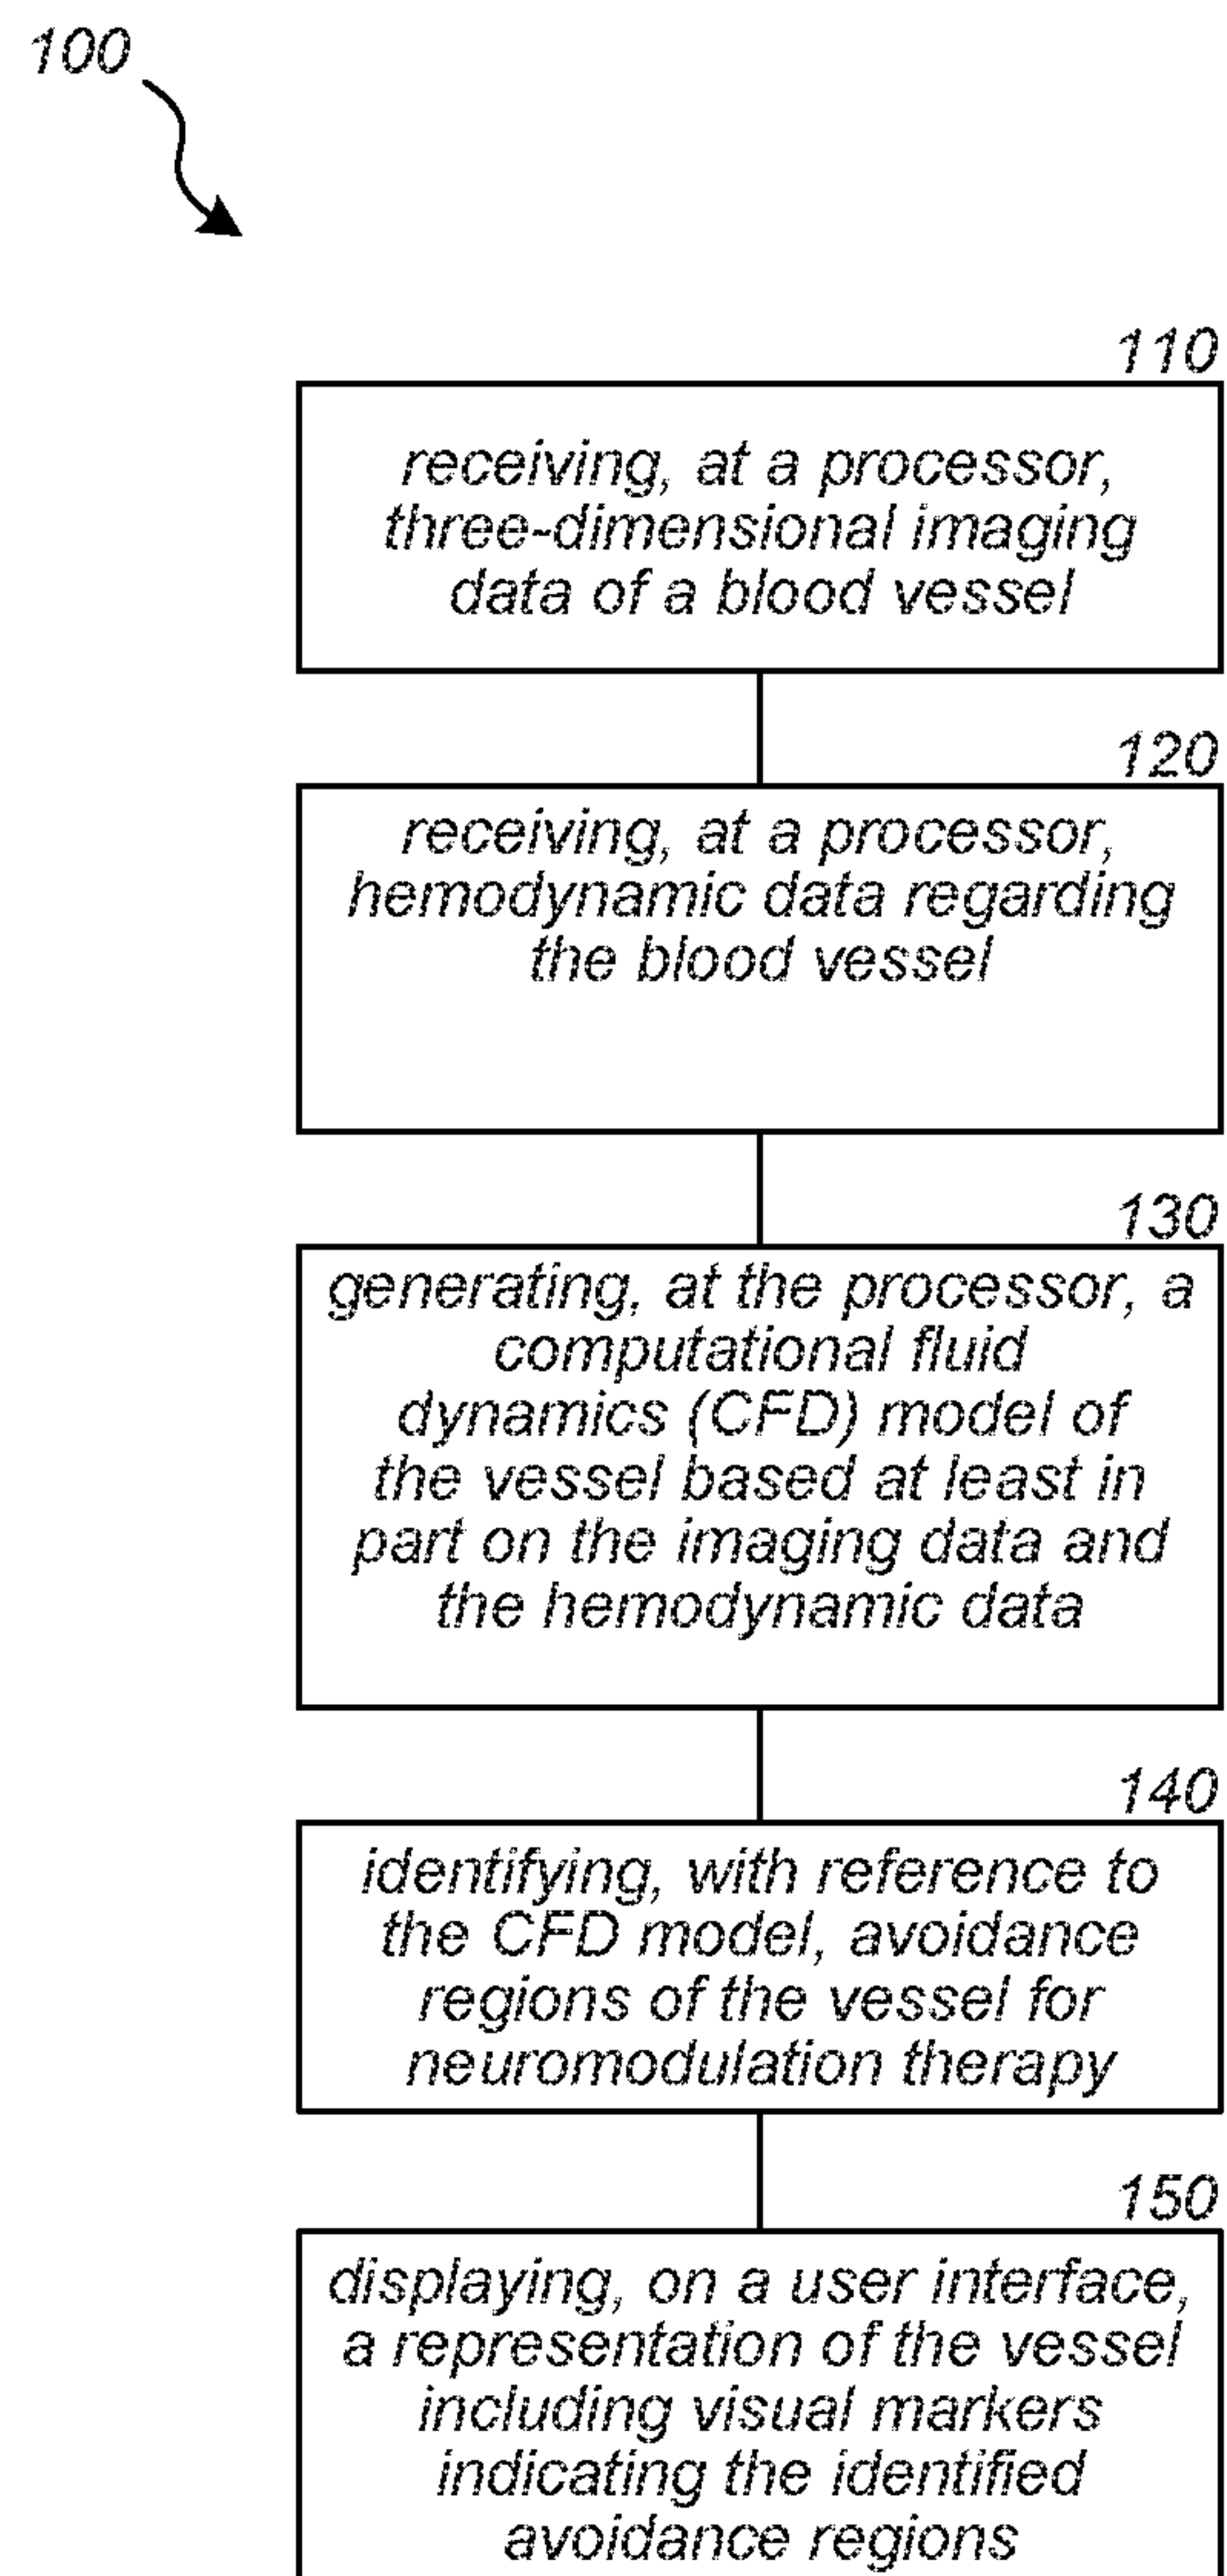 100
110
receiving, at a processor,
three-dimensional imaging
data of a blood vessel
120
receiving, at a processor,
hemodynamic data regarding
the blood vessel
130
generating, at the processor, a
computational fluid
dynamics (CFD) model of
the vessel based at least in
part on the imaging data and
the hemodynamic data
140
identifying, with reference to
the CFD model, avoidance
regions of the vessel for
neuromodulation therapy
150
displaying, on a user interface,
a representation of the vessel
including visual markers
indicating the identified
avoidance regions